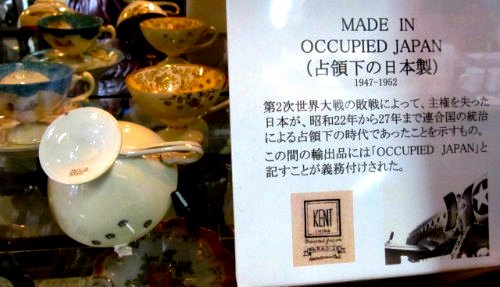 MADE IN
OCCUPIED JAPAN
(占領下の日本製)
1947-1952
第2次世界大戦の敗戦によって、主権を失った
日本が、昭和22年から27年まで連合国の統治
による占領下の時代であったことを示すもの。
この間の輸出品には「OCCUPIED JAPAN」と
記すことが義務付けされた。
KENT
CHINA
Occupied Japan